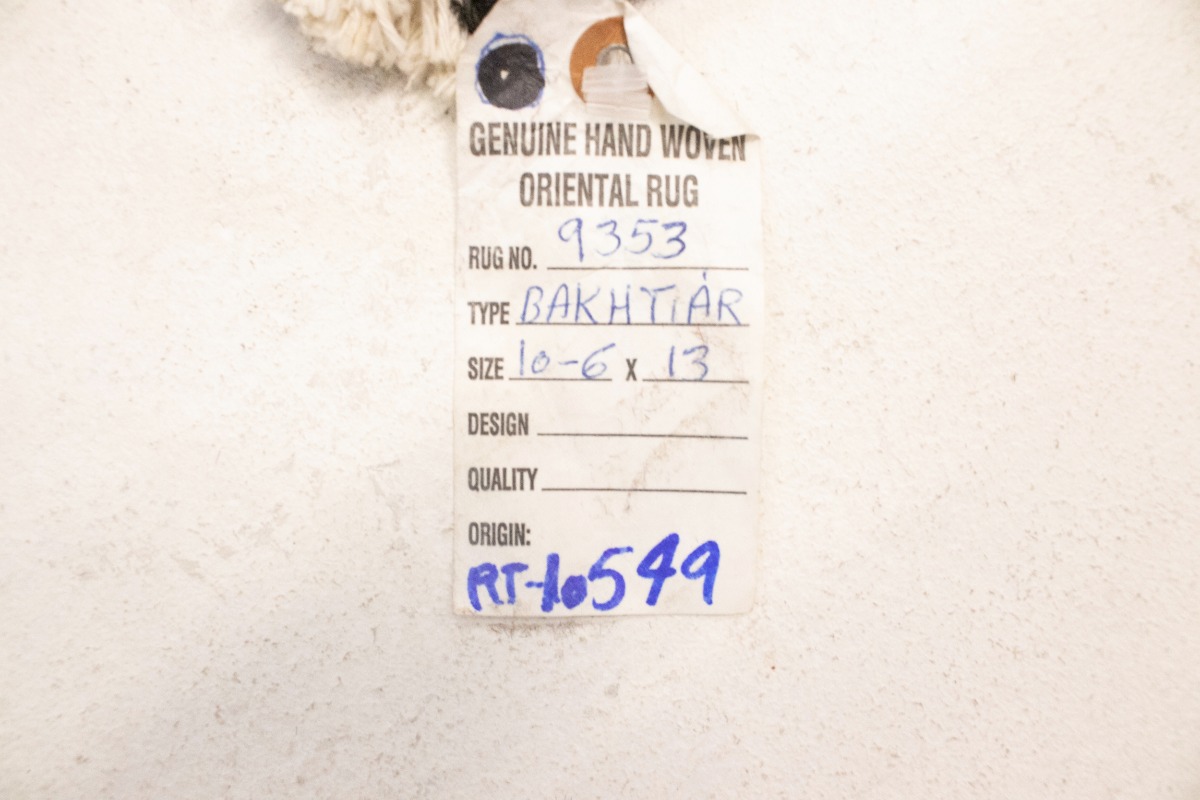 GENUINE HAND WOVEN
ORIENTAL RUG
RUG NO. 9353
TYPE BAKHTiAR
SIZE 10-6 X 13
DESIGN
QUALITY
ORIGIN:
RT-10549